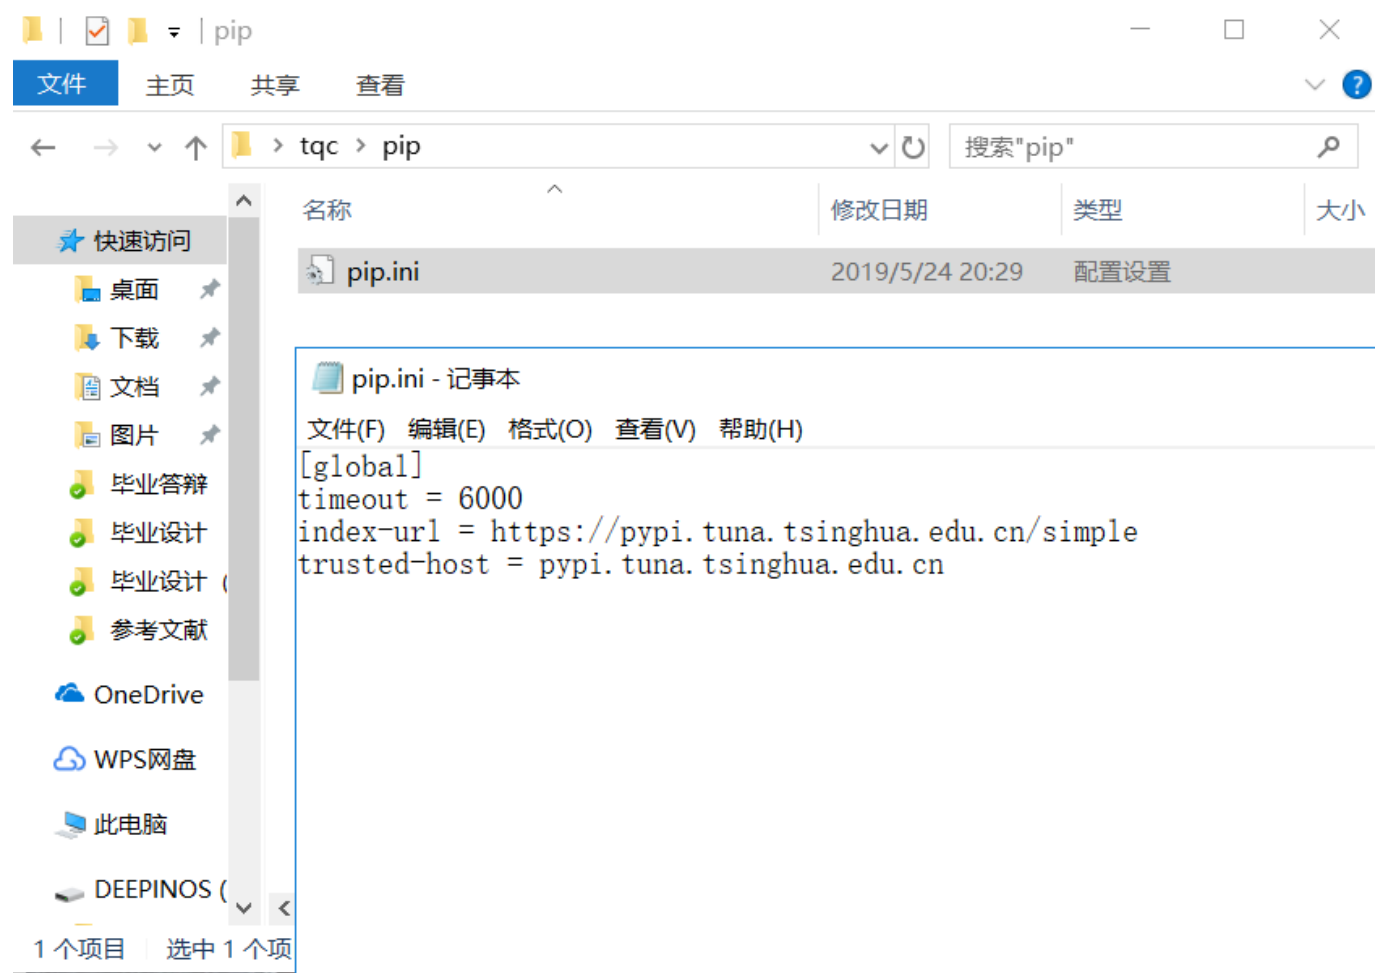 pip
文件 主页 共享 查看
tqc pip
搜索"pip"
名称 修改日期 类型 大小
快速访问
桌面
下载
文档
图片
毕业答辩
毕业设计
毕业设计 (
参考文献
OneDrive
WPS网盘
此电脑
DEEPINOS (
pip.ini 2019/5/24 20:29 配置设置
pip.ini - 记事本
文件(F) 编辑(E) 格式(O) 查看(V) 帮助(H)
[global]
timeout = 6000
index-url = https://pypi.tuna.tsinghua.edu.cn/simple
trusted-host = pypi.tuna.tsinghua.edu.cn
1 个项目 选中 1 个项